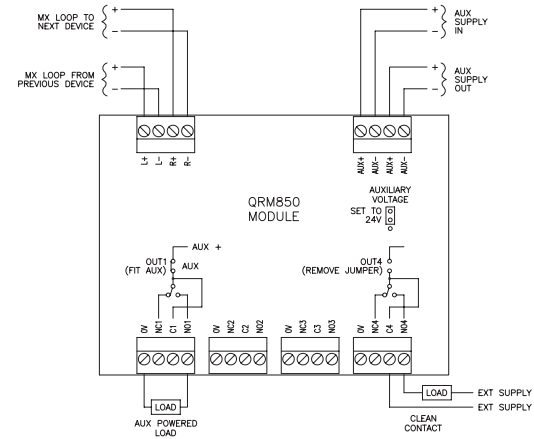 MX LOOP TO
NEXT DEVICE
+
-
MX LOOP FROM
PREVIOUS DEVICE
+
-
+
-
AUX
SUPPLY
IN
+
-
AUX
SUPPLY
OUT
L+
L-
R+
R-
AUX+
AUX-
AUX+
AUX-
QRM850
MODULE
AUXILIARY
VOLTAGE
SET TO
24V
AUX +
OUT1
(FIT AUX)
AUX
OUT4
(REMOVE JUMPER)
0V
NC1
C1
NO1
0V
NC2
C2
NO2
0V
NC3
C3
NO3
0V
NC4
C4
NO4
LOAD
AUX POWERED
LOAD
LOAD
EXT SUPPLY
EXT SUPPLY
CLEAN
CONTACT